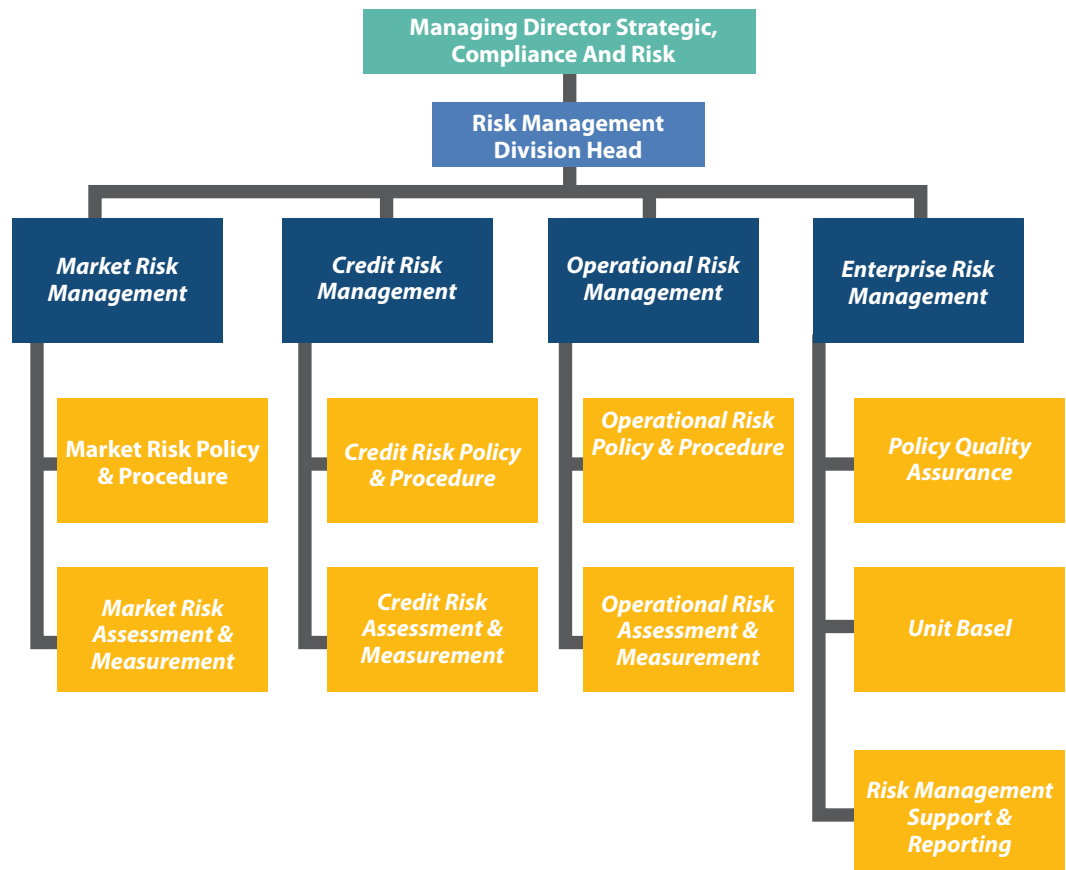 Managing Director Strategic,
Compliance And Risk
Risk Management
Division Head
Market Risk
Management
Credit Risk
Management
Operational Risk
Management
Enterprise Risk
Management
Market Risk Policy
& Procedure
Credit Risk Policy
& Procedure
Operational Risk
Policy & Procedure
Policy Quality
Assurance
Market Risk
Assessment &
Measurement
Credit Risk
Assessment &
Measurement
Operational Risk
Assessment &
Measurement
Unit Basel
Risk Management
Support &
Reporting